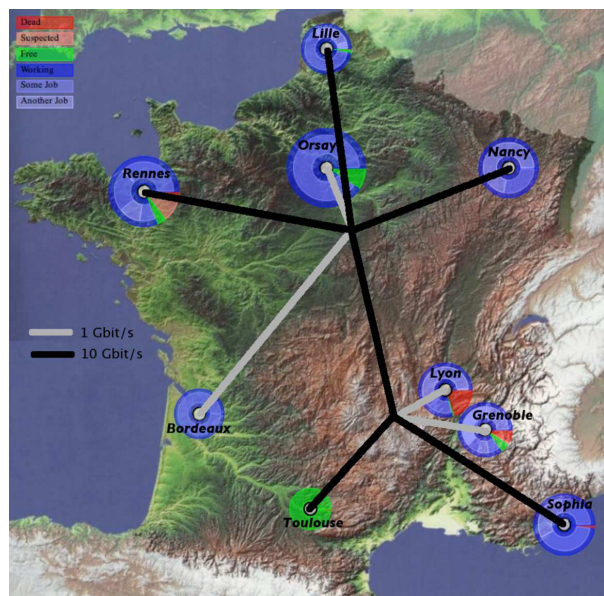 Dead
Suspected
Free
Working
Some Job
Another Job
Lille
Orsay
Nancy
Rennes
1 Gbit/s
10 Gbit/s
Lyon
Grenoble
Bordeaux
Sophia
Toulouse